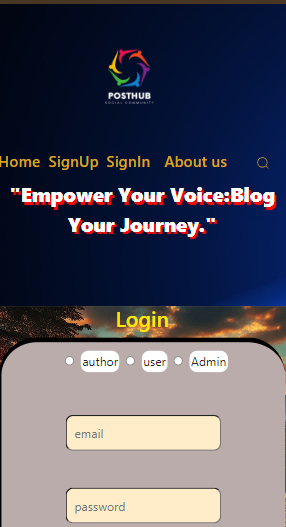 POSTHUB
SOCIAL COMMUNITY
Home SignUp SignIn About us
"Empower Your Voice:Blog
Your Journey."
Login
author user Admin
email
password